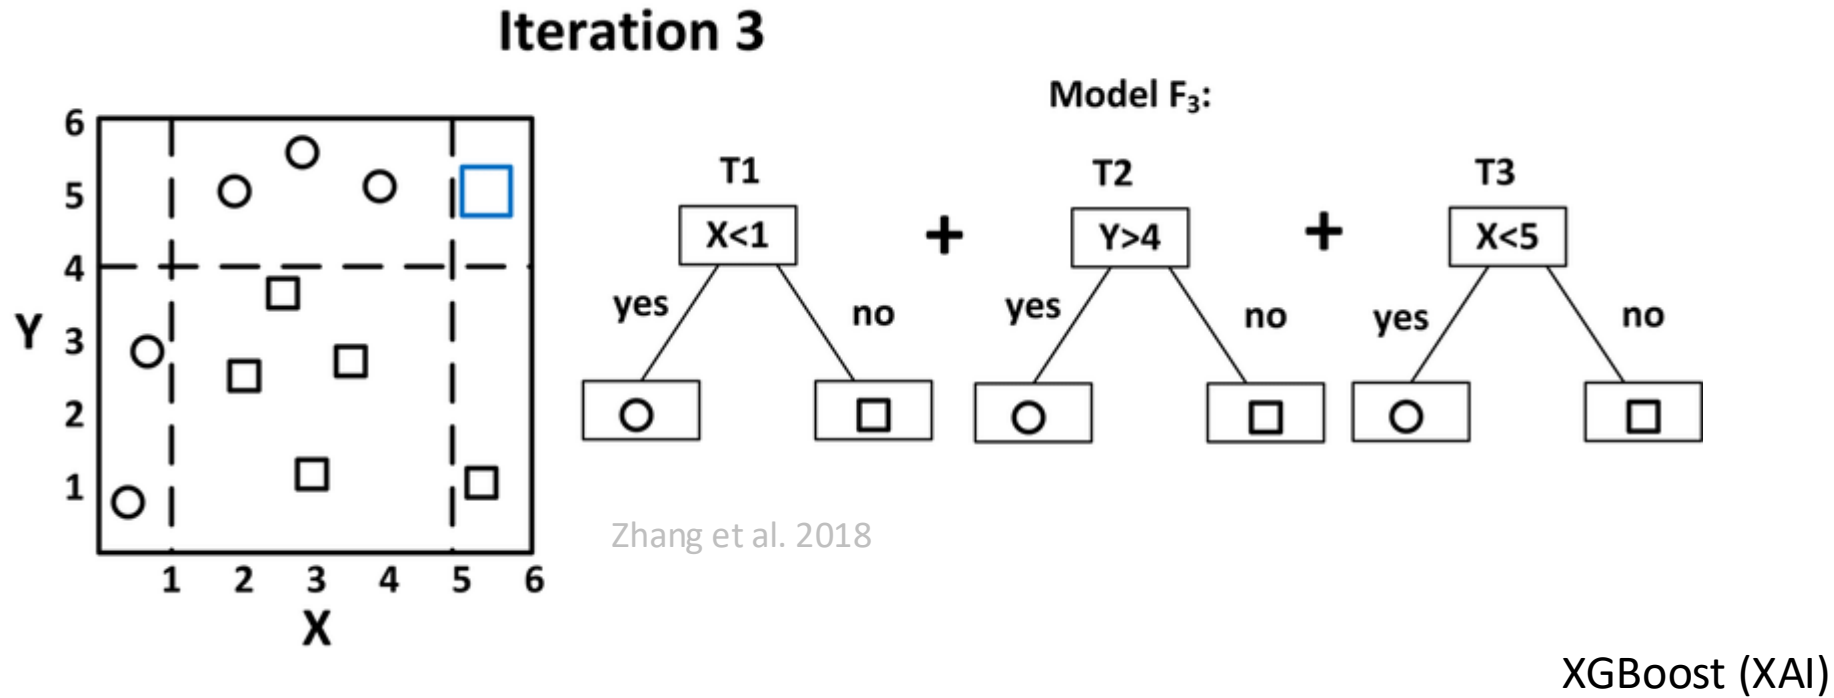 Iteration 3
Model F₃:
6
5
4
3
2
1
Y
1 2 3 4 5 6
X
T1
X<1
yes
no
+
T2
Y>4
yes
no
+
T3
X<5
yes
no
Zhang et al. 2018
XGBoost (XAI)